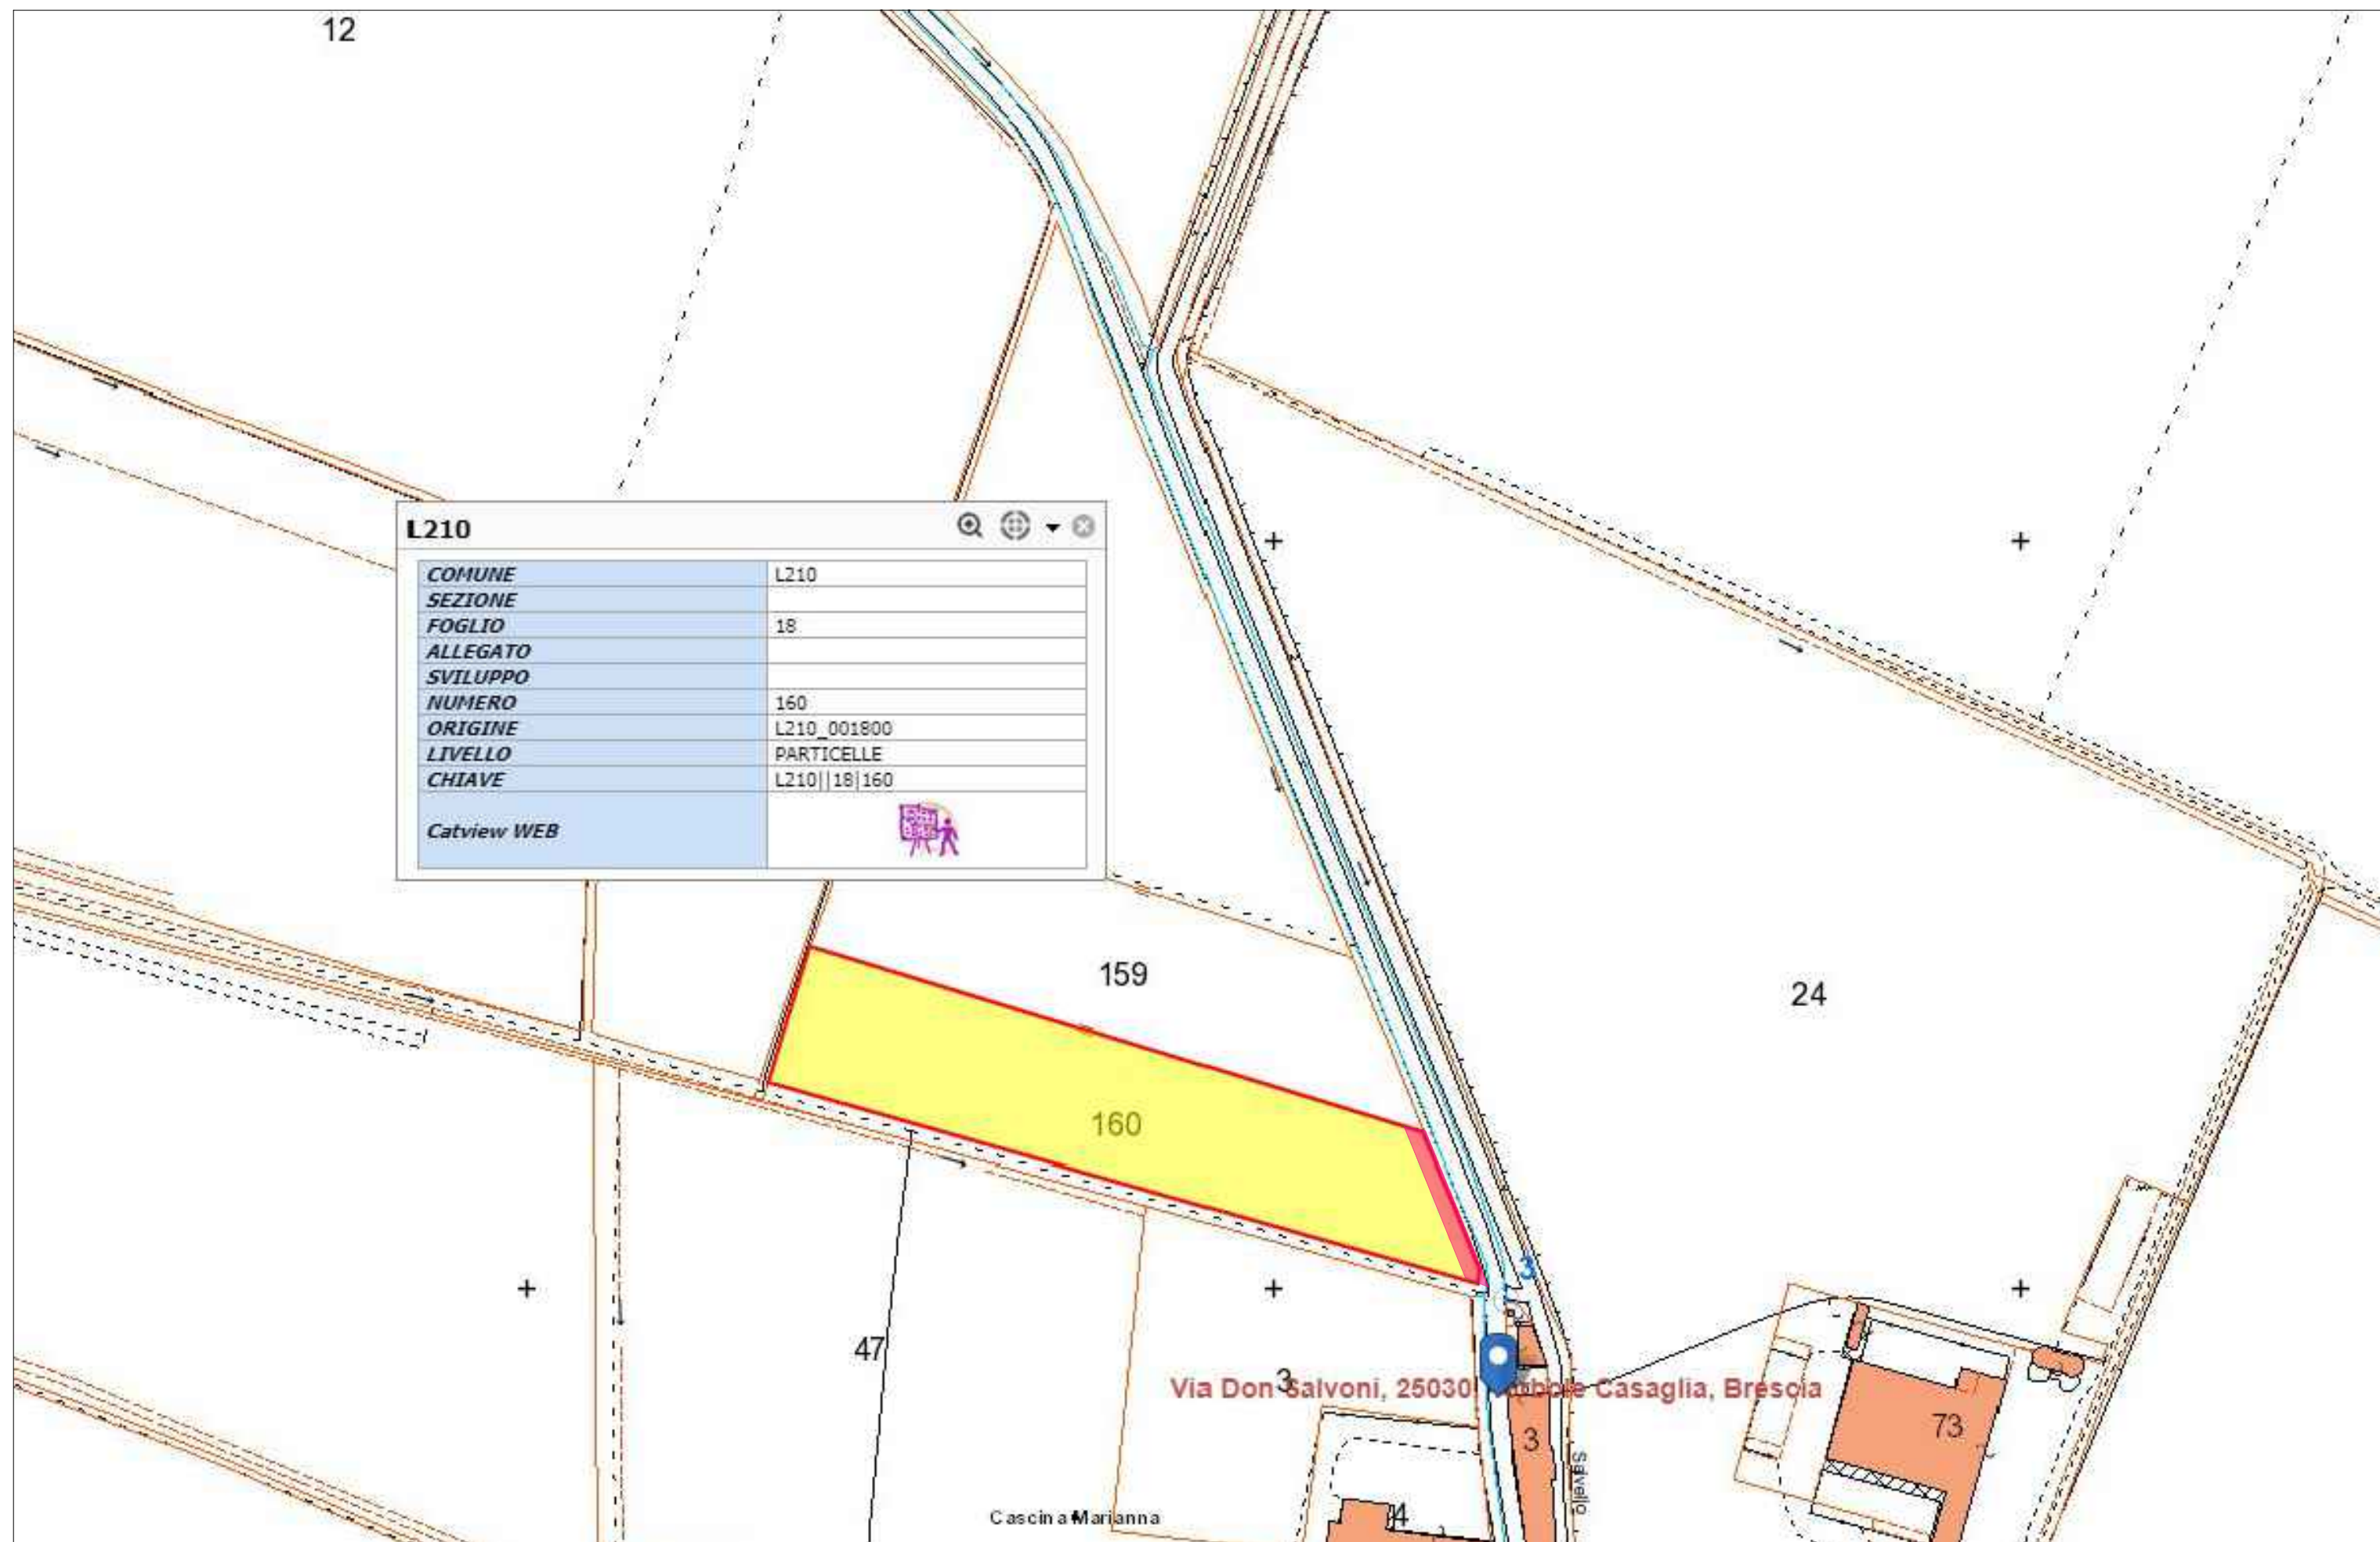 12
L210
COMUNE L210
SEZIONE
FOGLIO 18
ALLEGATO
SVILUPPO
NUMERO 160
ORIGINE L210_001800
LIVELLO PARTICELLE
CHIAVE L210||18|160
Catview WEB
159
24
160
3
47
3
Via Don Salvoni, 25030 Casaglia, Brescia
73
3
Cascina Marianna
4